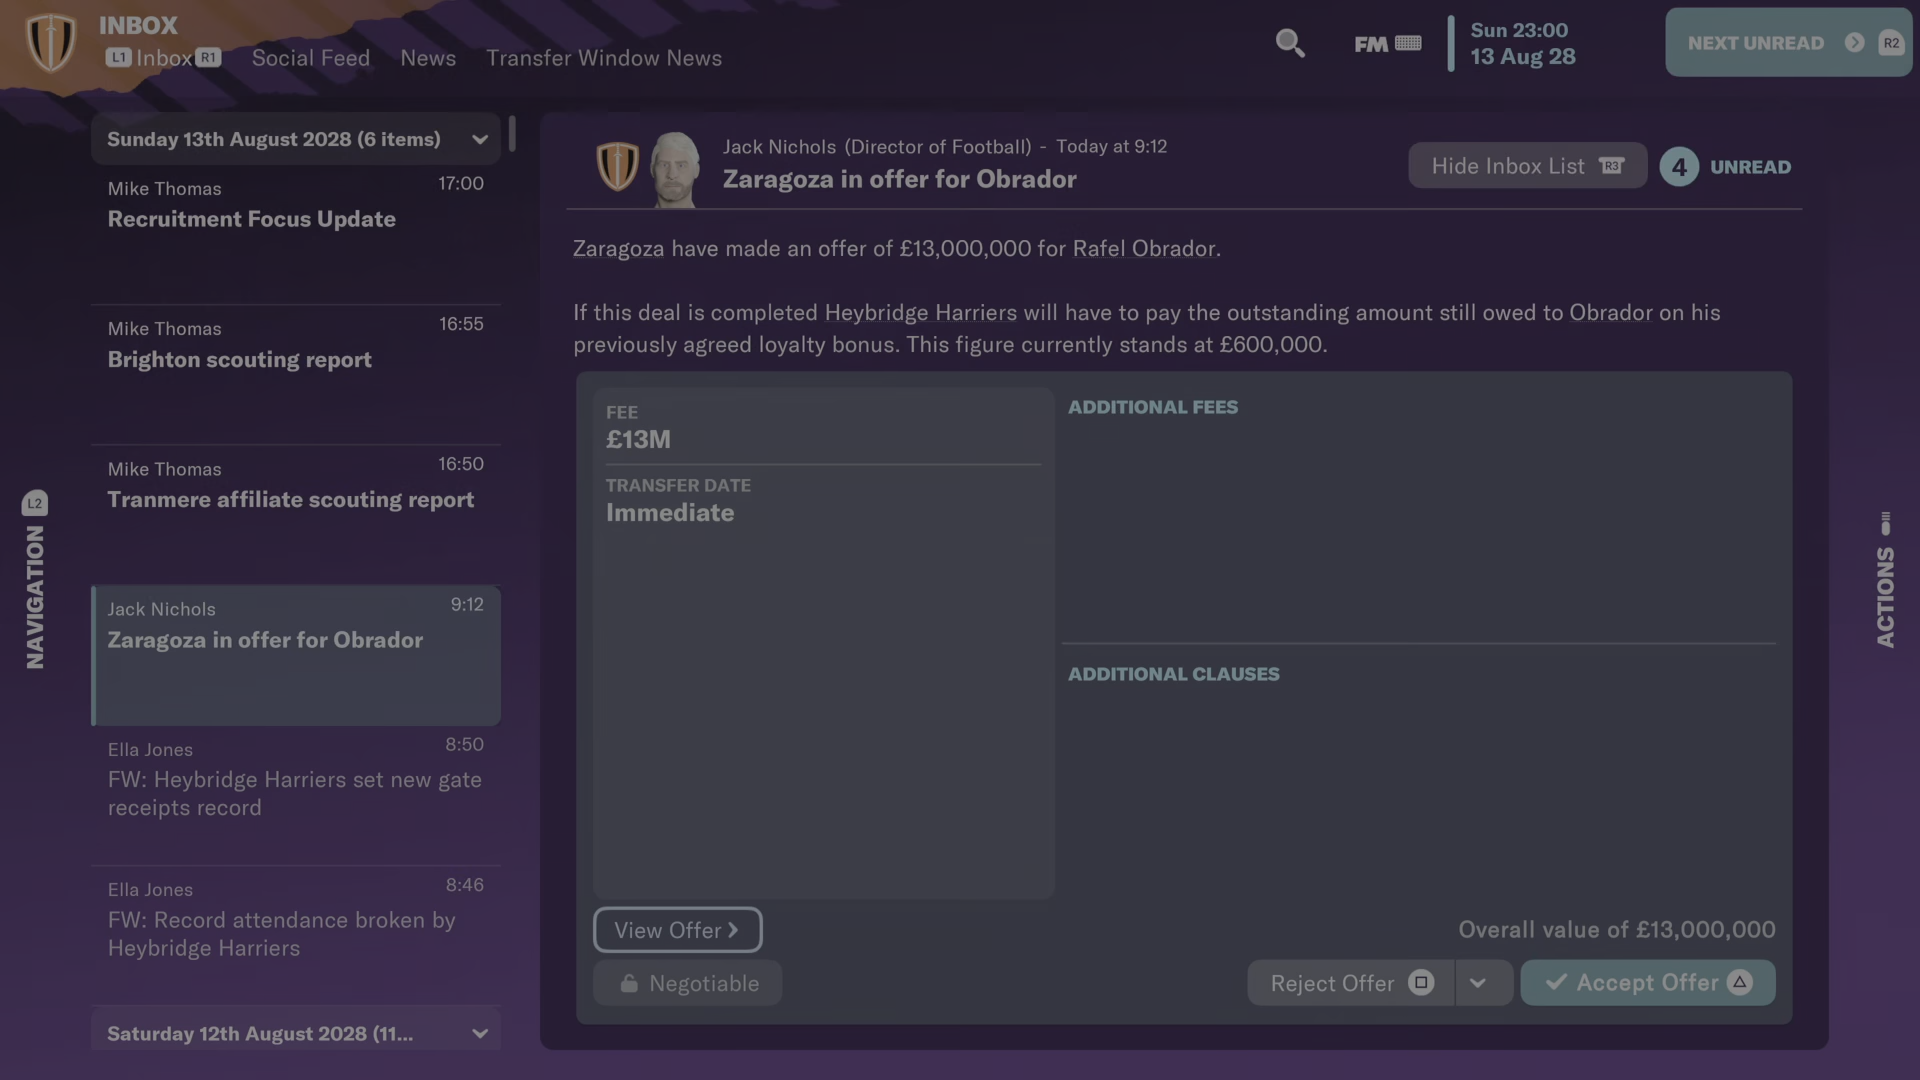 INBOX
L1 Inbox R1 Social Feed News Transfer Window News
FM
Sun 23:00
13 Aug 28
NEXT UNREAD R2
Sunday 13th August 2028 (6 items)
Mike Thomas 17:00
Recruitment Focus Update
Mike Thomas 16:55
Brighton scouting report
Mike Thomas 16:50
Tranmere affiliate scouting report
Jack Nichols 9:12
Zaragoza in offer for Obrador
Ella Jones 8:50
FW: Heybridge Harriers set new gate
receipts record
Ella Jones 8:46
FW: Record attendance broken by
Heybridge Harriers
Saturday 12th August 2028 (11...
L2
NAVIGATION
Jack Nichols (Director of Football) - Today at 9:12
Zaragoza in offer for Obrador
Hide Inbox List R3
4 UNREAD
Zaragoza have made an offer of £13,000,000 for Rafel Obrador.
If this deal is completed Heybridge Harriers will have to pay the outstanding amount still owed to Obrador on his
previously agreed loyalty bonus. This figure currently stands at £600,000.
FEE
£13M
TRANSFER DATE
Immediate
ADDITIONAL FEES
ADDITIONAL CLAUSES
View Offer
Overall value of £13,000,000
Negotiable
Reject Offer
Accept Offer
ACTIONS